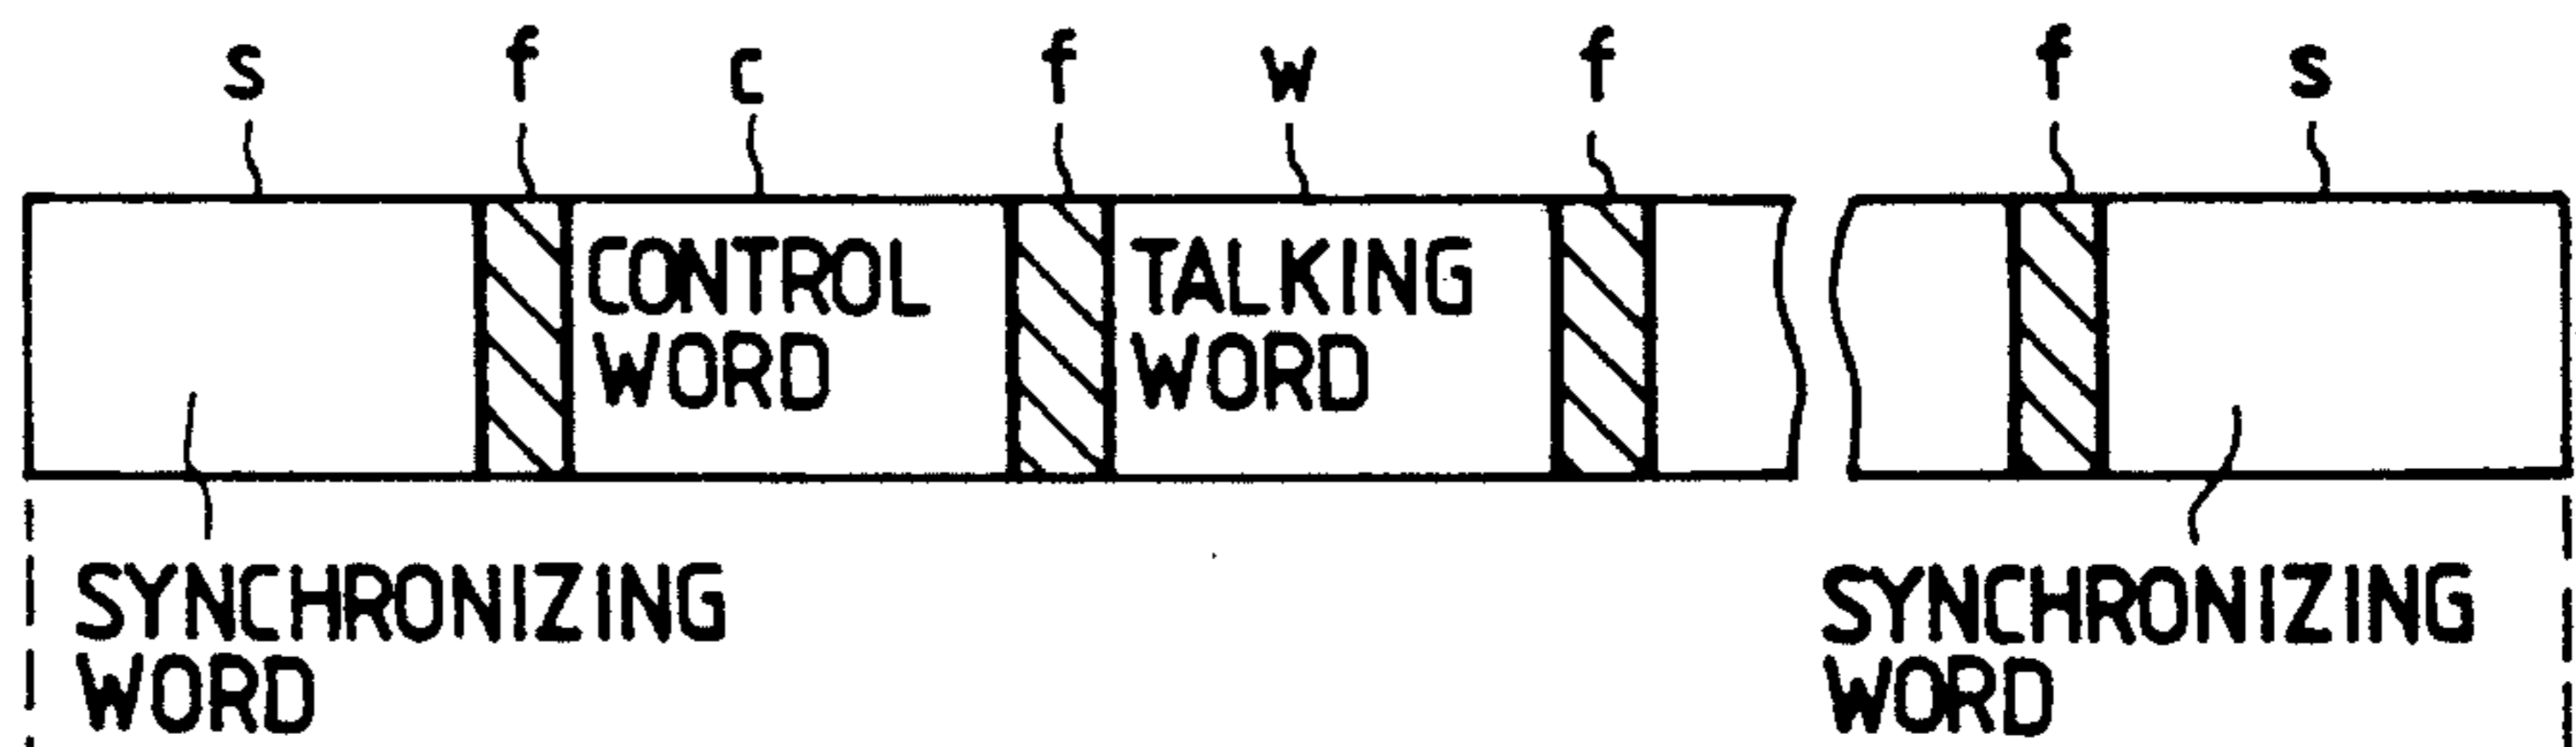 s f c f w f f s
CONTROL
WORD
TALKING
WORD
SYNCHRONIZING
WORD
SYNCHRONIZING
WORD